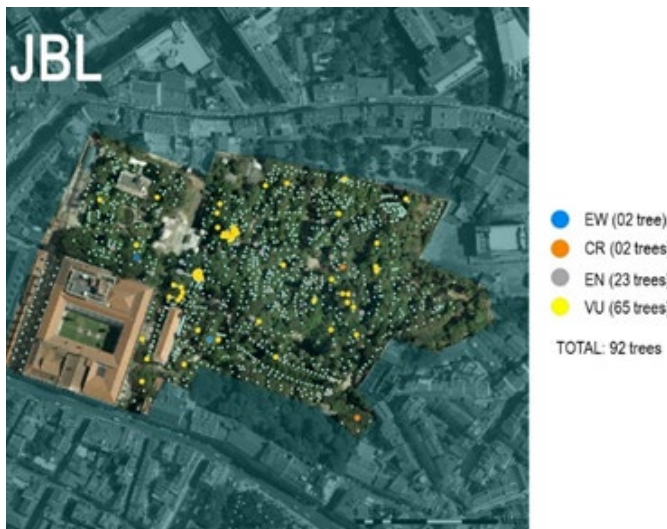 JBL
EW (02 tree)
CR (02 trees
EN (23 trees)
VU (65 trees)
TOTAL: 92 trees